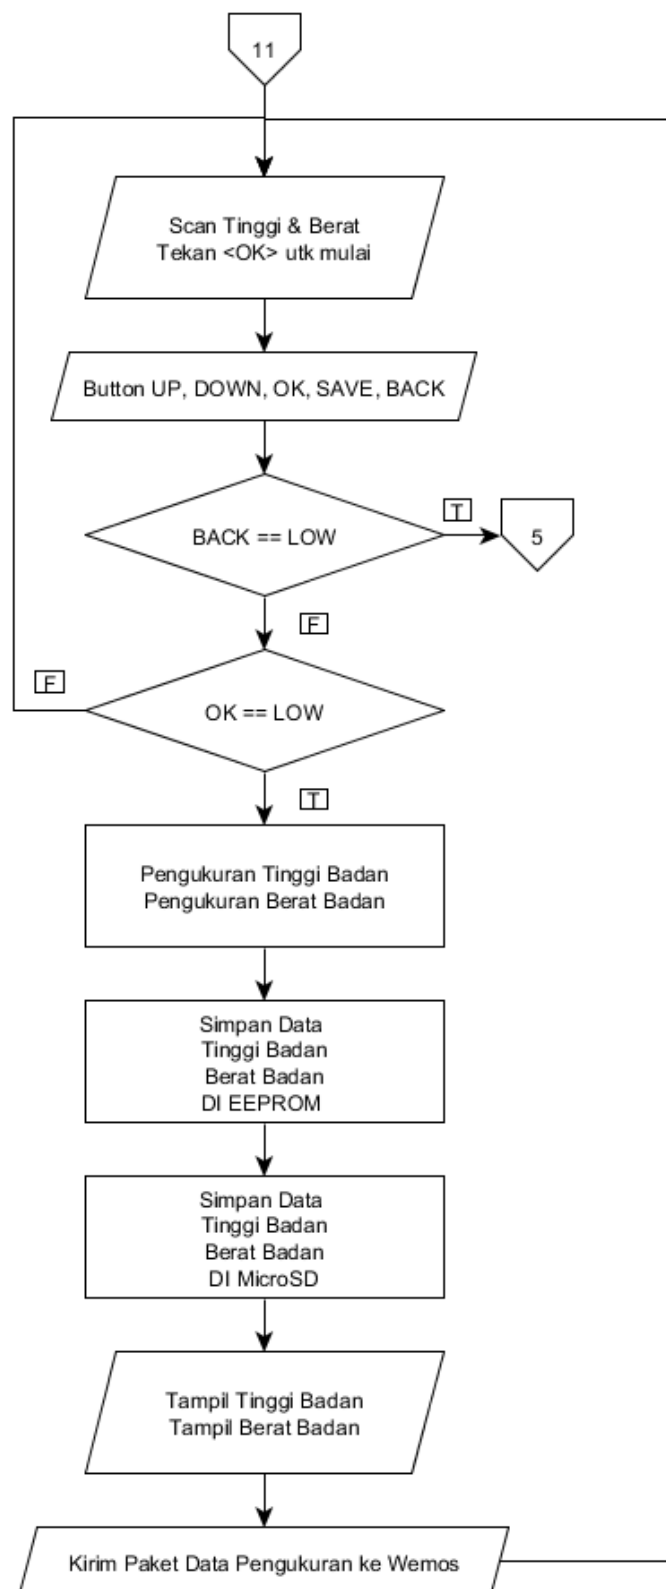 11
Scan Tinggi & Berat
Tekan <OK> utk mulai
Button UP, DOWN, OK, SAVE, BACK
BACK == LOW
T
5
F
OK == LOW
F
T
Pengukuran Tinggi Badan
Pengukuran Berat Badan
Simpan Data
Tinggi Badan
Berat Badan
DI EEPROM
Simpan Data
Tinggi Badan
Berat Badan
DI MicroSD
Tampil Tinggi Badan
Tampil Berat Badan
Kirim Paket Data Pengukuran ke Wemos